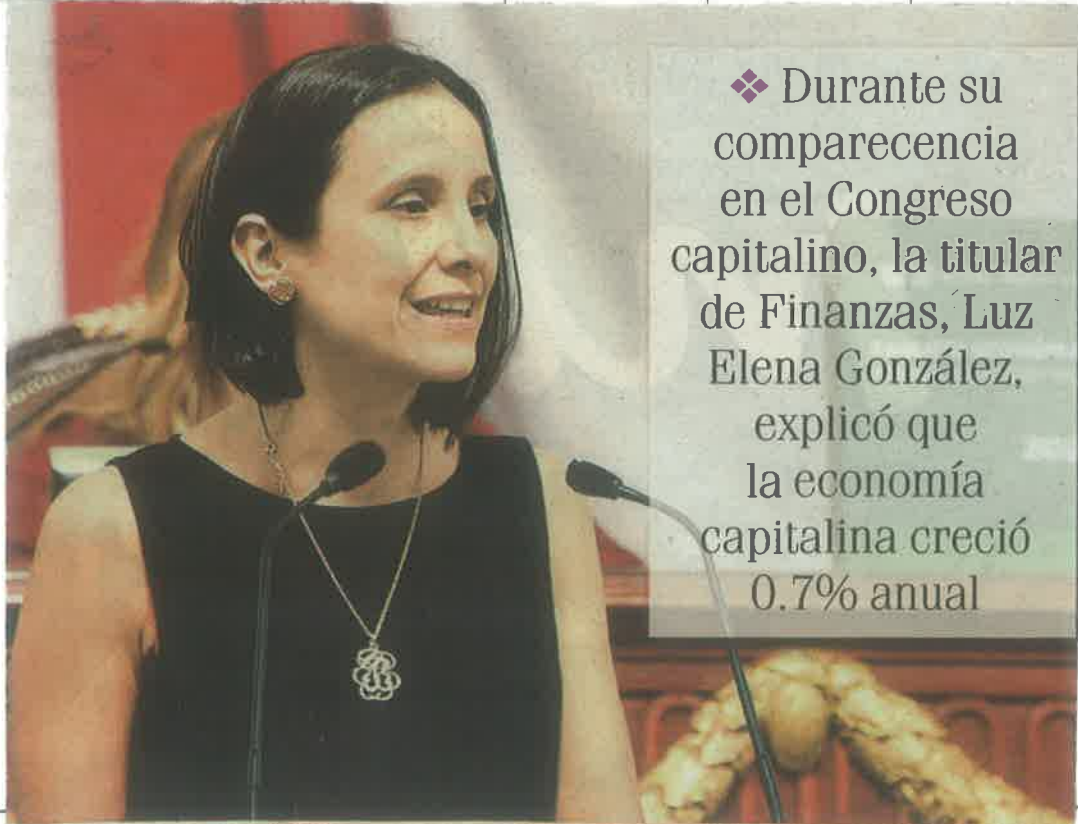 ❖ Durante su
comparecencia
en el Congreso
capitalino, la titular
de Finanzas, Luz
Elena González,
explicó que
la economía
capitalina creció
0.7% anual